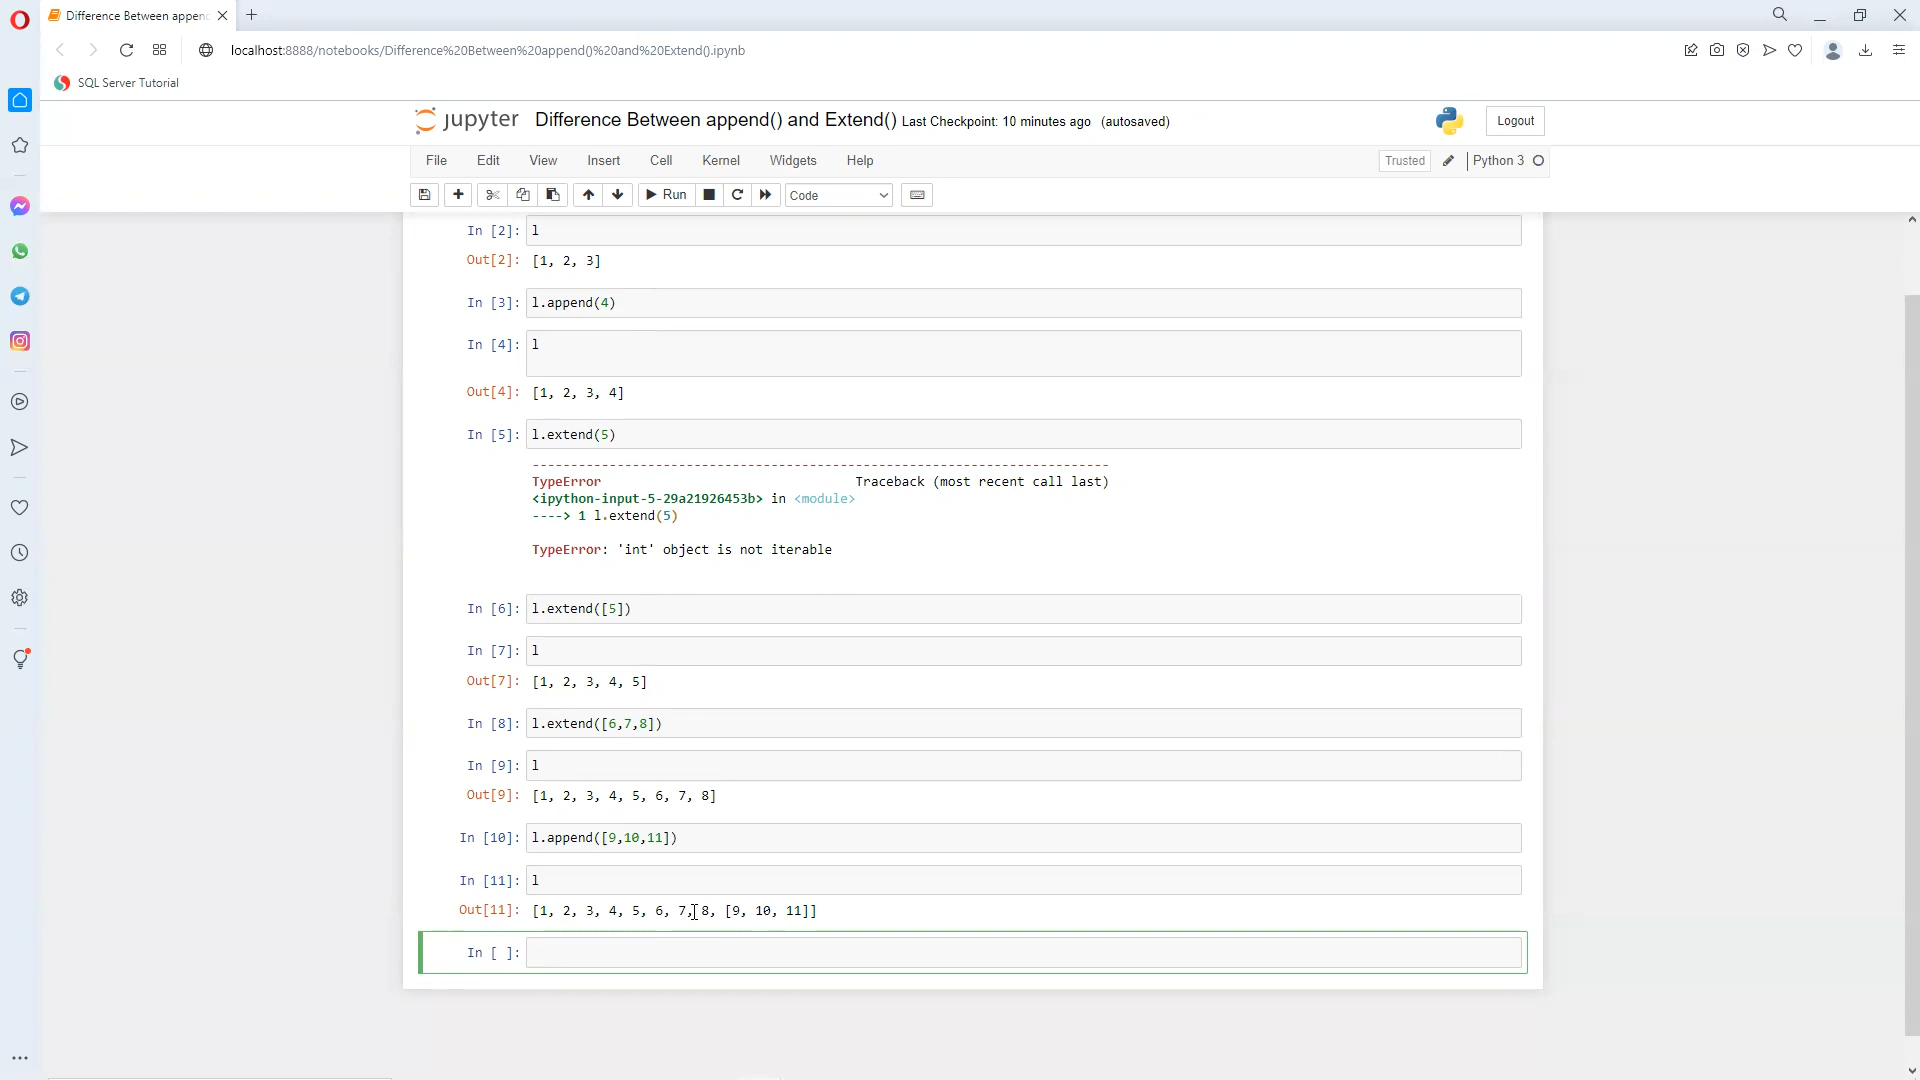 Difference Between appen
localhost:8888/notebooks/Difference%20Between%20append()%20and%20Extend().ipynb
SQL Server Tutorial
jupyter Difference Between append() and Extend() Last Checkpoint: 10 minutes ago (autosaved)
Logout
File Edit View Insert Cell Kernel Widgets Help
Trusted Python 3
Run Code
In [2]: l
Out[2]: [1, 2, 3]
In [3]: l.append(4)
In [4]: l
Out[4]: [1, 2, 3, 4]
In [5]: l.extend(5)
---------------------------------------------------------------------------
TypeError Traceback (most recent call last)
<ipython-input-5-29a21926453b> in <module>
----> 1 l.extend(5)
TypeError: 'int' object is not iterable
In [6]: l.extend([5])
In [7]: l
Out[7]: [1, 2, 3, 4, 5]
In [8]: l.extend([6,7,8])
In [9]: l
Out[9]: [1, 2, 3, 4, 5, 6, 7, 8]
In [10]: l.append([9,10,11])
In [11]: l
Out[11]: [1, 2, 3, 4, 5, 6, 7, 8, [9, 10, 11]]
In [ ]: